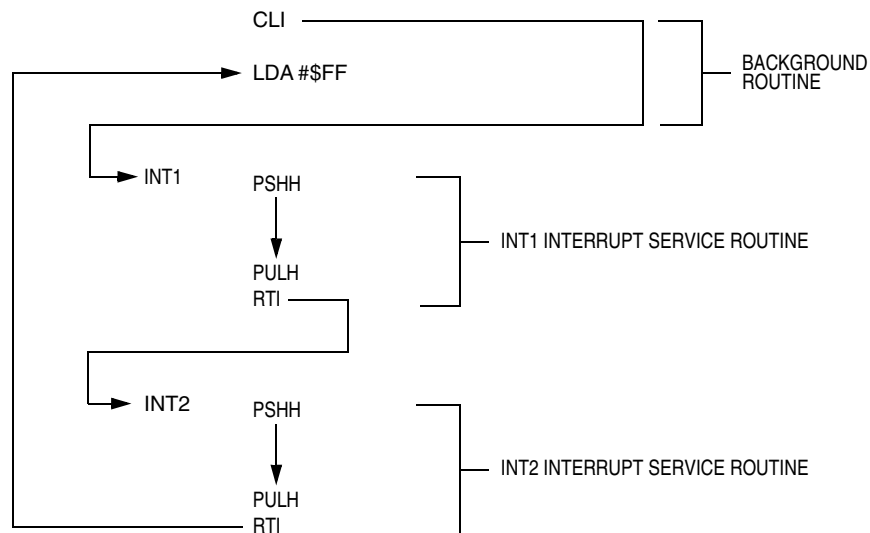 CLI
LDA #$FF
BACKGROUND
ROUTINE
INT1
PSHH
INT1 INTERRUPT SERVICE ROUTINE
PULH
RTI
INT2
PSHH
INT2 INTERRUPT SERVICE ROUTINE
PULH
RTI